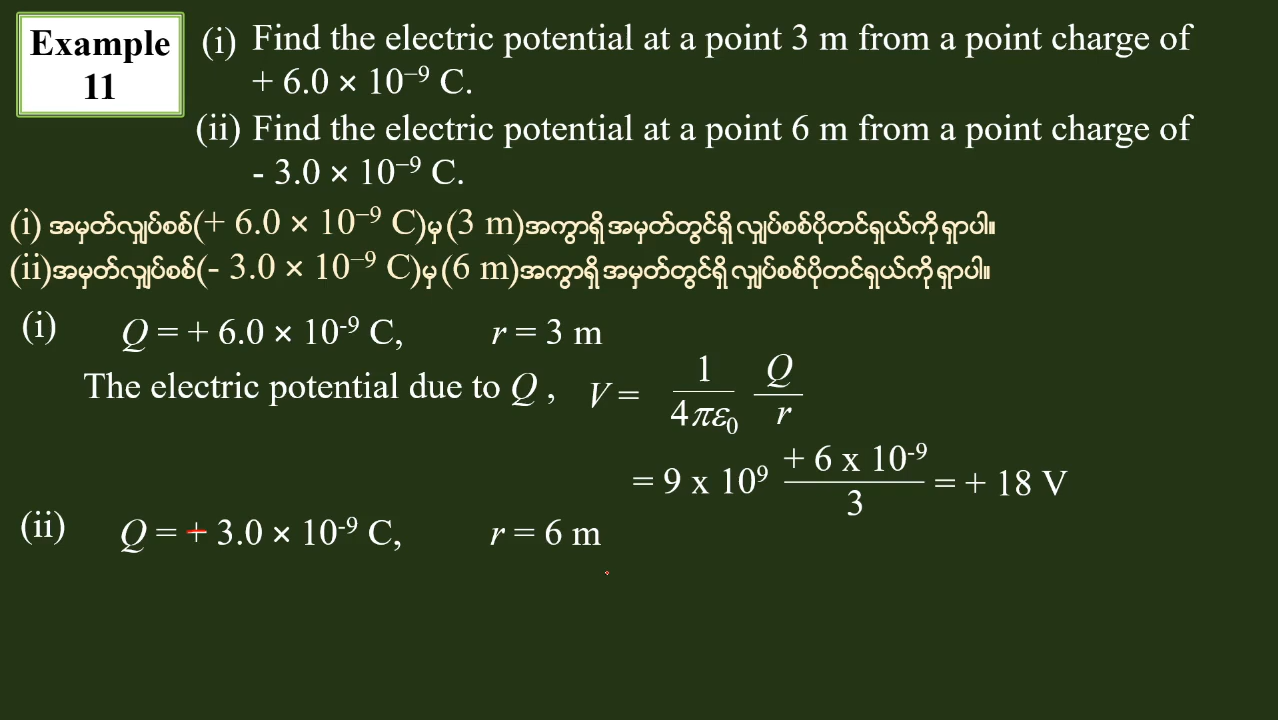 Example
11
(i) Find the electric potential at a point 3 m from a point charge of
+ 6.0 × 10⁻⁹ C.
(ii) Find the electric potential at a point 6 m from a point charge of
- 3.0 × 10⁻⁹ C.
(i) အမှတ်လျှပ်စစ်(+ 6.0 × 10⁻⁹ C)မှ (3 m)အကွာရှိ အမှတ်တွင်ရှိ လျှပ်စစ်ပိုတင်ရှယ်ကို ရှာပါ။
(ii)အမှတ်လျှပ်စစ်(- 3.0 × 10⁻⁹ C)မှ (6 m)အကွာရှိ အမှတ်တွင်ရှိ လျှပ်စစ်ပိုတင်ရှယ်ကို ရှာပါ။
(i) Q = + 6.0 × 10⁻⁹ C, r = 3 m
The electric potential due to Q , V = 1/4πε₀ Q/r
= 9 x 10⁹ + 6 x 10⁻⁹/3 = + 18 V
(ii) Q = + 3.0 × 10⁻⁹ C, r = 6 m